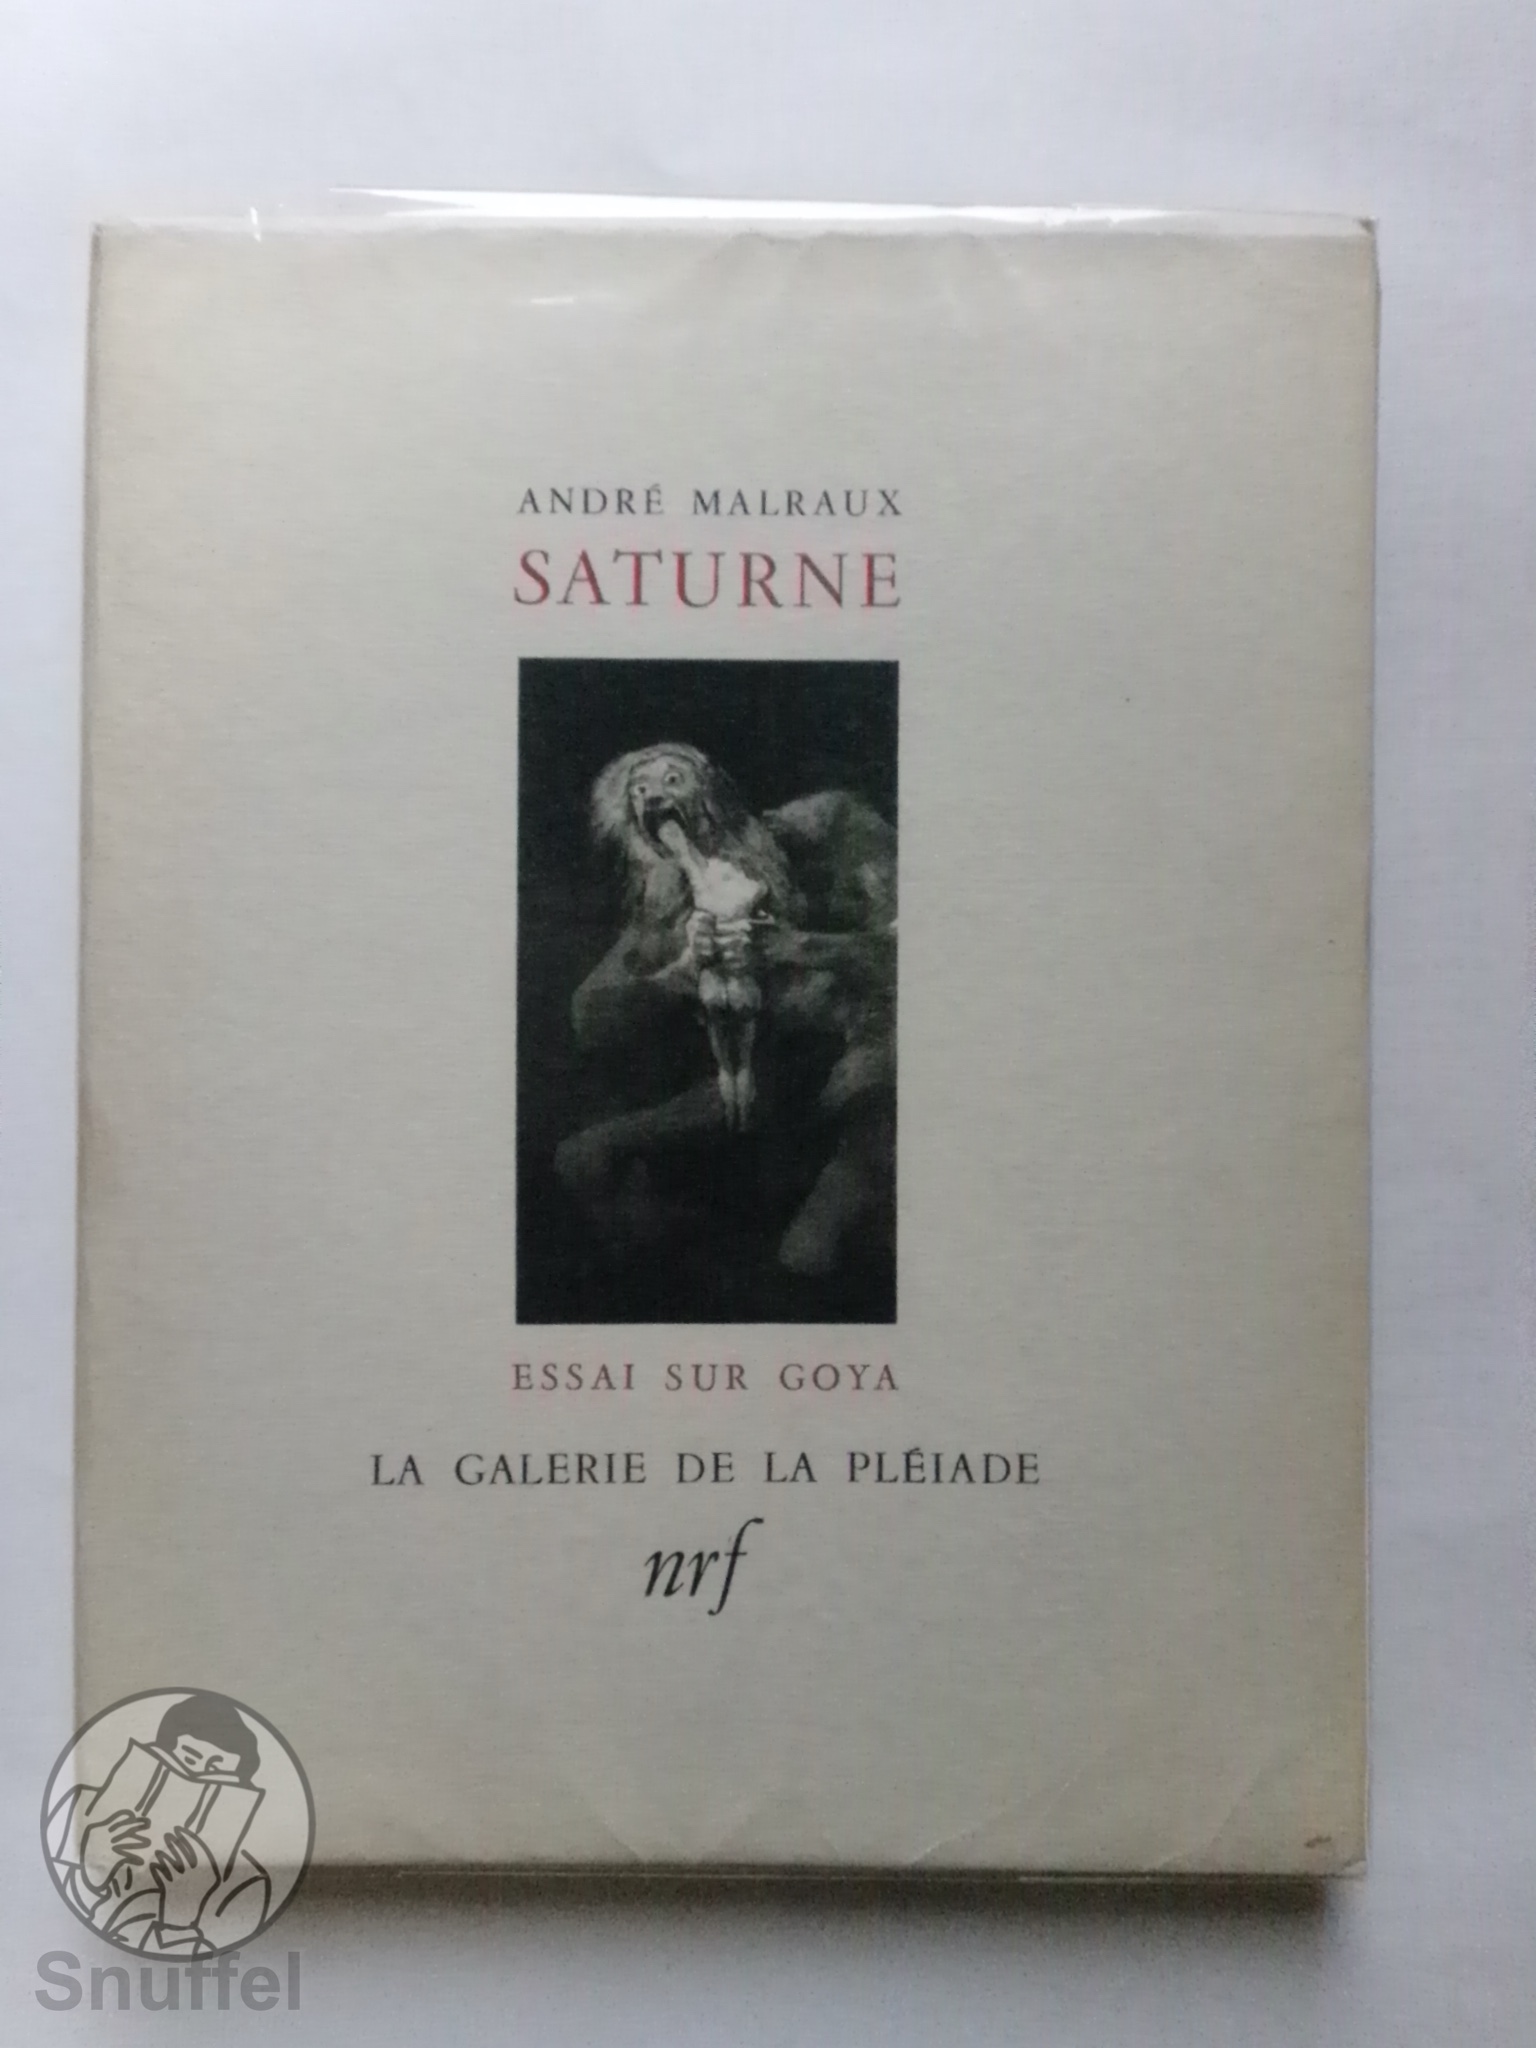 ANDRÉ MALRAUX
SATURNE
ESSAI SUR GOYA
LA GALERIE DE LA PLÉIADE
nrf
Snuffel